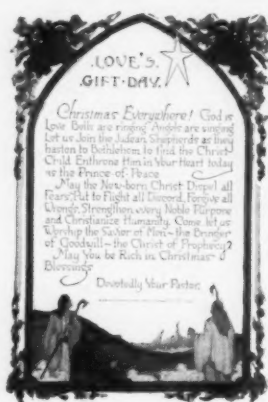 LOVE'S
GIFT-DAY.
Christmas Everywhere! God is
Love Bells are ringing Angels are singing
Let us Join the Judean Shepherds as they
hasten to Bethlehem to find the Christ-
Child Enthrone Him in Your Heart today
as the Prince of Peace
May the New-born Christ Dispel all
Fears, Put to Flight all Discord, Forgive all
Wrongs, Strengthen every Noble Purpose
and Christianize Humanity. Come let us
Worship the Savior of Men - the Bringer
of Goodwill - the Christ of Prophecy?
May You be Rich in Christmas
Blessings
Devotedly Your Pastor,